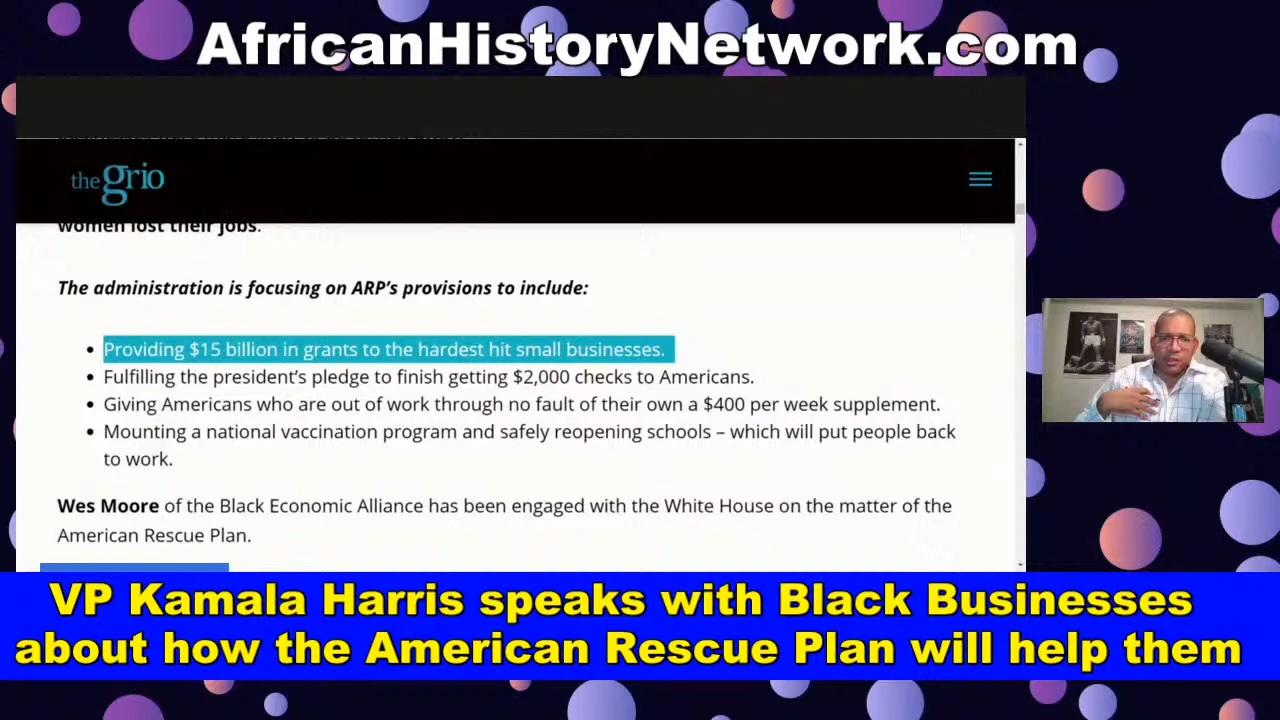 AfricanHistoryNetwork.com
the grio
women lost their jobs.
The administration is focusing on ARP's provisions to include:
• Providing $15 billion in grants to the hardest hit small businesses.
• Fulfilling the president's pledge to finish getting $2,000 checks to Americans.
• Giving Americans who are out of work through no fault of their own a $400 per week supplement.
• Mounting a national vaccination program and safely reopening schools – which will put people back
to work.
Wes Moore of the Black Economic Alliance has been engaged with the White House on the matter of the
American Rescue Plan.
VP Kamala Harris speaks with Black Businesses
about how the American Rescue Plan will help them